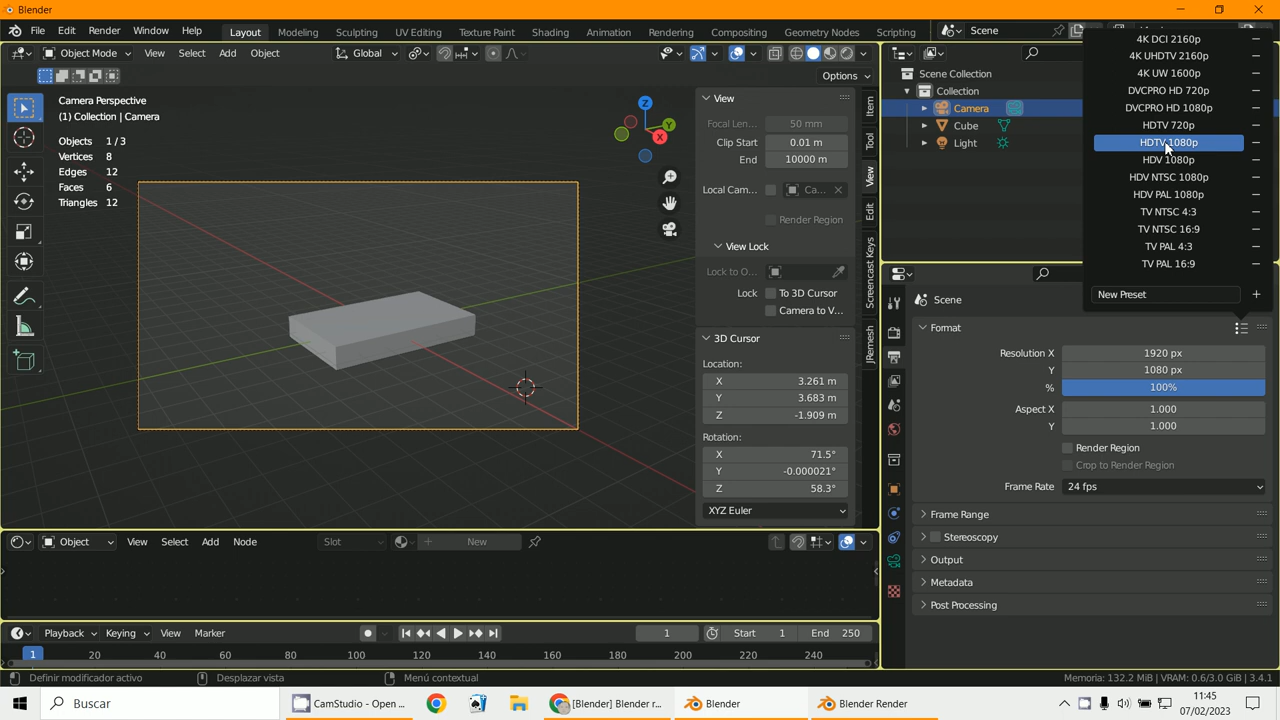 Blender
File Edit Render Window Help Layout Modeling Sculpting UV Editing Texture Paint Shading Animation Rendering Compositing Geometry Nodes Scripting Scene
Object Mode View Select Add Object Global
Options
Camera Perspective
(1) Collection | Camera
Objects 1 / 3
Vertices 8
Edges 12
Faces 6
Triangles 12
X
Y
Z
View
Focal Len... 50 mm
Clip Start 0.01 m
End 10000 m
Local Cam... Ca...
Render Region
View Lock
Lock to O...
Lock To 3D Cursor
Camera to V...
3D Cursor
Location:
X 3.261 m
Y 3.683 m
Z -1.909 m
Rotation:
X 71.5°
Y -0.000021°
Z 58.3°
XYZ Euler
Item
Tool
View
Edit
Screencast Keys
JRemesh
Scene Collection
Collection
Camera
Cube
Light
4K DCI 2160p
4K UHDTV 2160p
4K UW 1600p
DVCPRO HD 720p
DVCPRO HD 1080p
HDTV 720p
HDTV 1080p
HDV 1080p
HDV NTSC 1080p
HDV PAL 1080p
TV NTSC 4:3
TV NTSC 16:9
TV PAL 4:3
TV PAL 16:9
New Preset
Scene
Format
Resolution X 1920 px
Y 1080 px
% 100%
Aspect X 1.000
Y 1.000
Render Region
Crop to Render Region
Frame Rate 24 fps
Frame Range
Stereoscopy
Output
Metadata
Post Processing
Object View Select Add Node Slot New
Playback Keying View Marker 1 Start 1 End 250
1 20 40 60 80 100 120 140 160 180 200 220 240
Definir modificador activo Desplazar vista Menú contextual Memoria: 132.2 MiB | VRAM: 0.6/3.0 GiB | 3.4.1
Buscar CamStudio - Open ... [Blender] Blender r... Blender Blender Render 11:45
07/02/2023